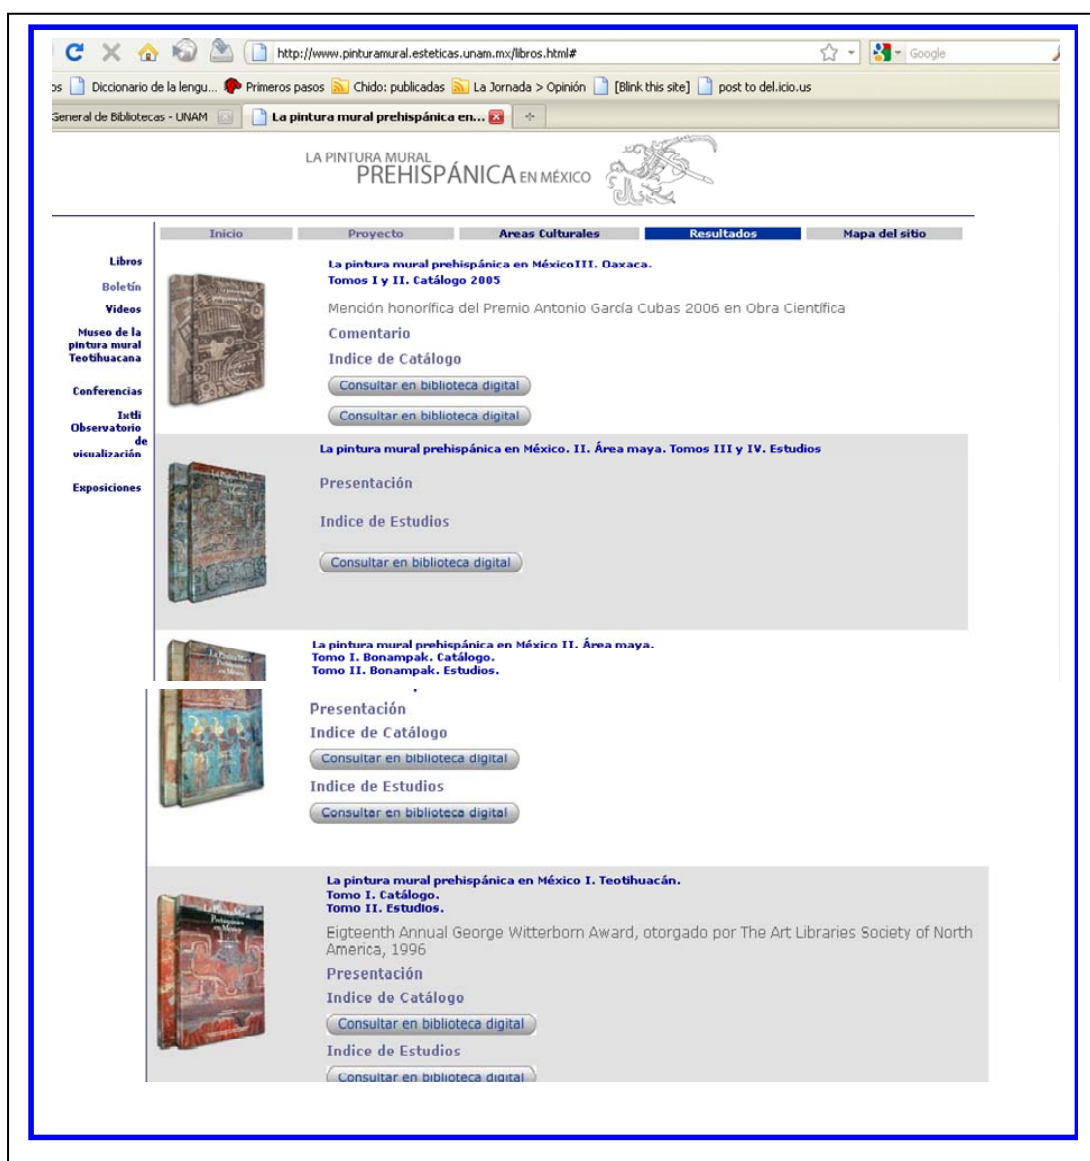 http://www.pinturamural.esteticas.unam.mx/libros.html#
Google
os Diccionario de la lengu... Primeros pasos Chido: publicadas La Jornada > Opinión [Blink this site] post to del.icio.us
General de Bibliotecas - UNAM La pintura mural prehispánica en...
LA PINTURA MURAL
PREHISPÁNICA EN MÉXICO
Inicio Proyecto Areas Culturales Resultados Mapa del sitio
Libros
Boletín
Videos
Museo de la
pintura mural
Teotihuacana
Conferencias
Ixtli
Observatorio
de
visualización
Exposiciones
La pintura mural prehispánica en MéxicoIII. Oaxaca.
Tomos I y II. Catálogo 2005
Mención honorífica del Premio Antonio García Cubas 2006 en Obra Científica
Comentario
Indice de Catálogo
Consultar en biblioteca digital
Consultar en biblioteca digital
La pintura mural prehispánica en México. II. Área maya. Tomos III y IV. Estudios
Presentación
Indice de Estudios
Consultar en biblioteca digital
La pintura mural prehispánica en México II. Área maya.
Tomo I. Bonampak. Catálogo.
Tomo II. Bonampak. Estudios.
Presentación
Indice de Catálogo
Consultar en biblioteca digital
Indice de Estudios
Consultar en biblioteca digital
La pintura mural prehispánica en México I. Teotihuacán.
Tomo I. Catálogo.
Tomo II. Estudios.
Eigteenth Annual George Witterborn Award, otorgado por The Art Libraries Society of North
America, 1996
Presentación
Indice de Catálogo
Consultar en biblioteca digital
Indice de Estudios
Consultar en biblioteca digital
La Pintura Mural
Prehispánica
en México